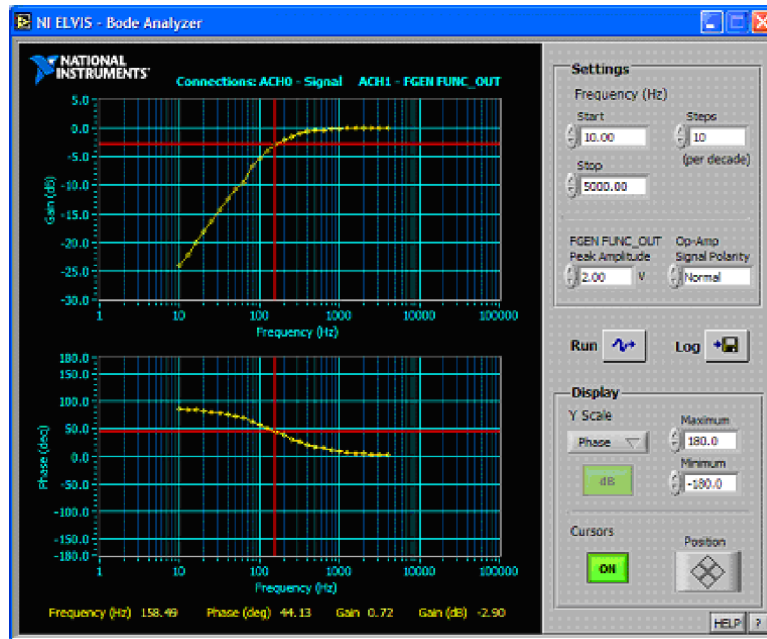 NI ELVIS - Bode Analyzer
NATIONAL
INSTRUMENTS
Connections: ACH0 - Signal ACH1 - FGEN FUNC_OUT
5.0
0.0
-5.0
-10.0
-15.0
-20.0
-25.0
-30.0
Gain (dB)
1 10 100 1000 10000 100000
Frequency (Hz)
180.0
150.0
100.0
50.0
0.0
-50.0
-100.0
-150.0
-180.0
Phase (deg)
1 10 100 1000 10000 100000
Frequency (Hz)
Frequency (Hz) 158.49 Phase (deg) 44.13 Gain 0.72 Gain (dB) -2.90
Settings
Frequency (Hz)
Start Steps
10.00 10
Stop (per decade)
5000.00
FGEN FUNC_OUT Op-Amp
Peak Amplitude Signal Polarity
2.00 V Normal
Run Log
Display
Y Scale Maximum
Phase 180.0
Minimum
dB -180.0
Cursors Position
ON
HELP ?